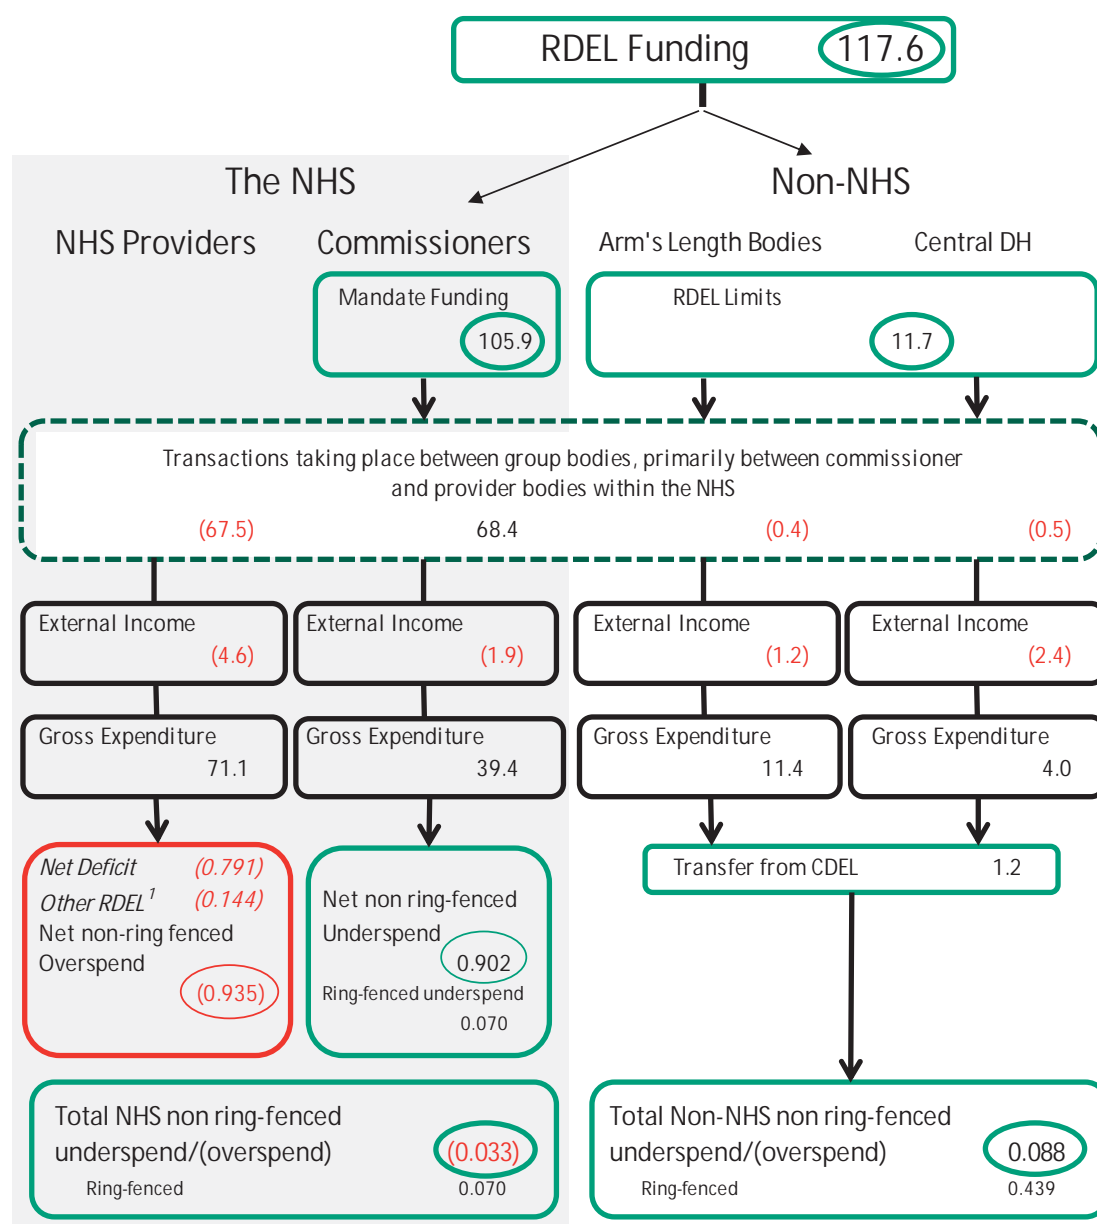 RDEL Funding 117.6
The NHS
Non-NHS
NHS Providers
Commissioners
Arm's Length Bodies
Central DH
Mandate Funding
105.9
RDEL Limits
11.7
Transactions taking place between group bodies, primarily between commissioner
and provider bodies within the NHS
(67.5) 68.4 (0.4) (0.5)
External Income
(4.6)
External Income
(1.9)
External Income
(1.2)
External Income
(2.4)
Gross Expenditure
71.1
Gross Expenditure
39.4
Gross Expenditure
11.4
Gross Expenditure
4.0
Net Deficit (0.791)
Other RDEL¹ (0.144)
Net non-ring fenced
Overspend
(0.935)
Net non ring-fenced
Underspend
0.902
Ring-fenced underspend
0.070
Transfer from CDEL 1.2
Total NHS non ring-fenced
underspend/(overspend) (0.033)
Ring-fenced 0.070
Total Non-NHS non ring-fenced
underspend/(overspend) 0.088
Ring-fenced 0.439